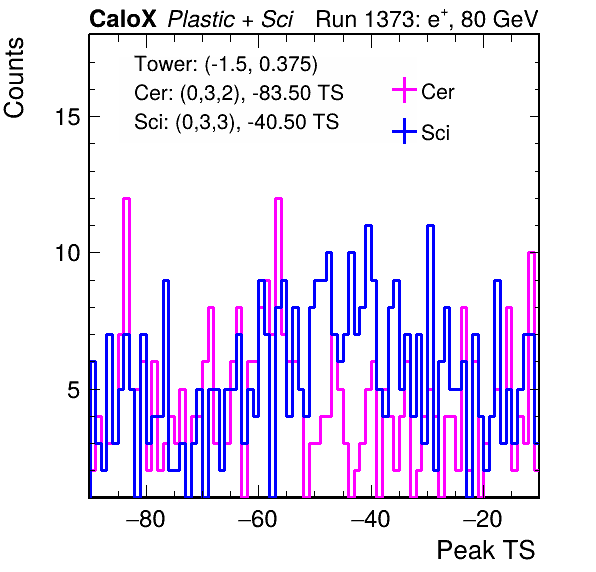 CaloX Plastic + Sci Run 1373: e+, 80 GeV
Counts
Tower: (-1.5, 0.375)
Cer: (0,3,2), -83.50 TS
Sci: (0,3,3), -40.50 TS
Cer
Sci
15
10
5
−80 −60 −40 −20
Peak TS